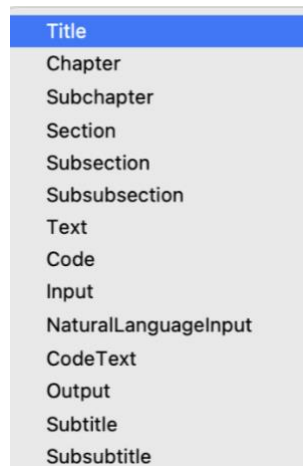 Title
Chapter
Subchapter
Section
Subsection
Subsubsection
Text
Code
Input
NaturalLanguageInput
CodeText
Output
Subtitle
Subsubtitle